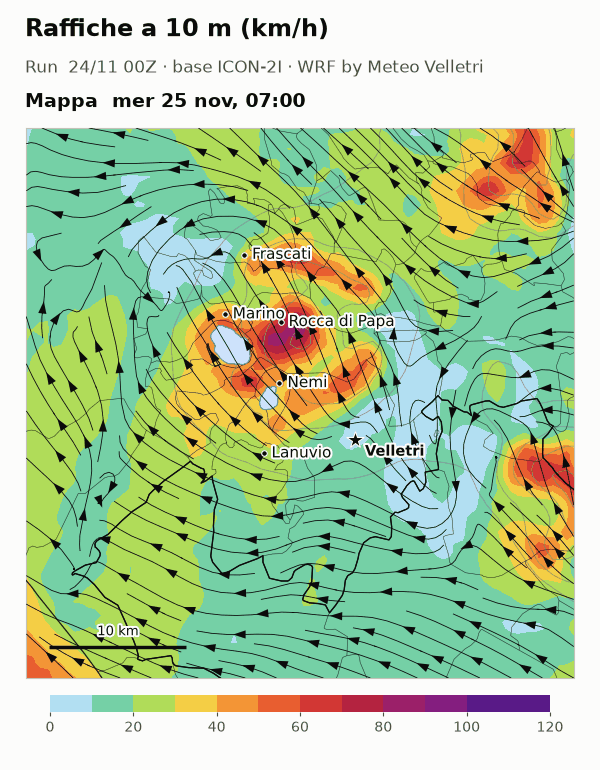 Raffiche a 10 m (km/h)
Run  24/11 00Z · base ICON-2I · WRF by Meteo Velletri
Mappa  mer 25 nov, 07:00
Frascati
Marino
Rocca di Papa
Nemi
Velletri
Lanuvio
10 km
0 20 40 60 80 100 120